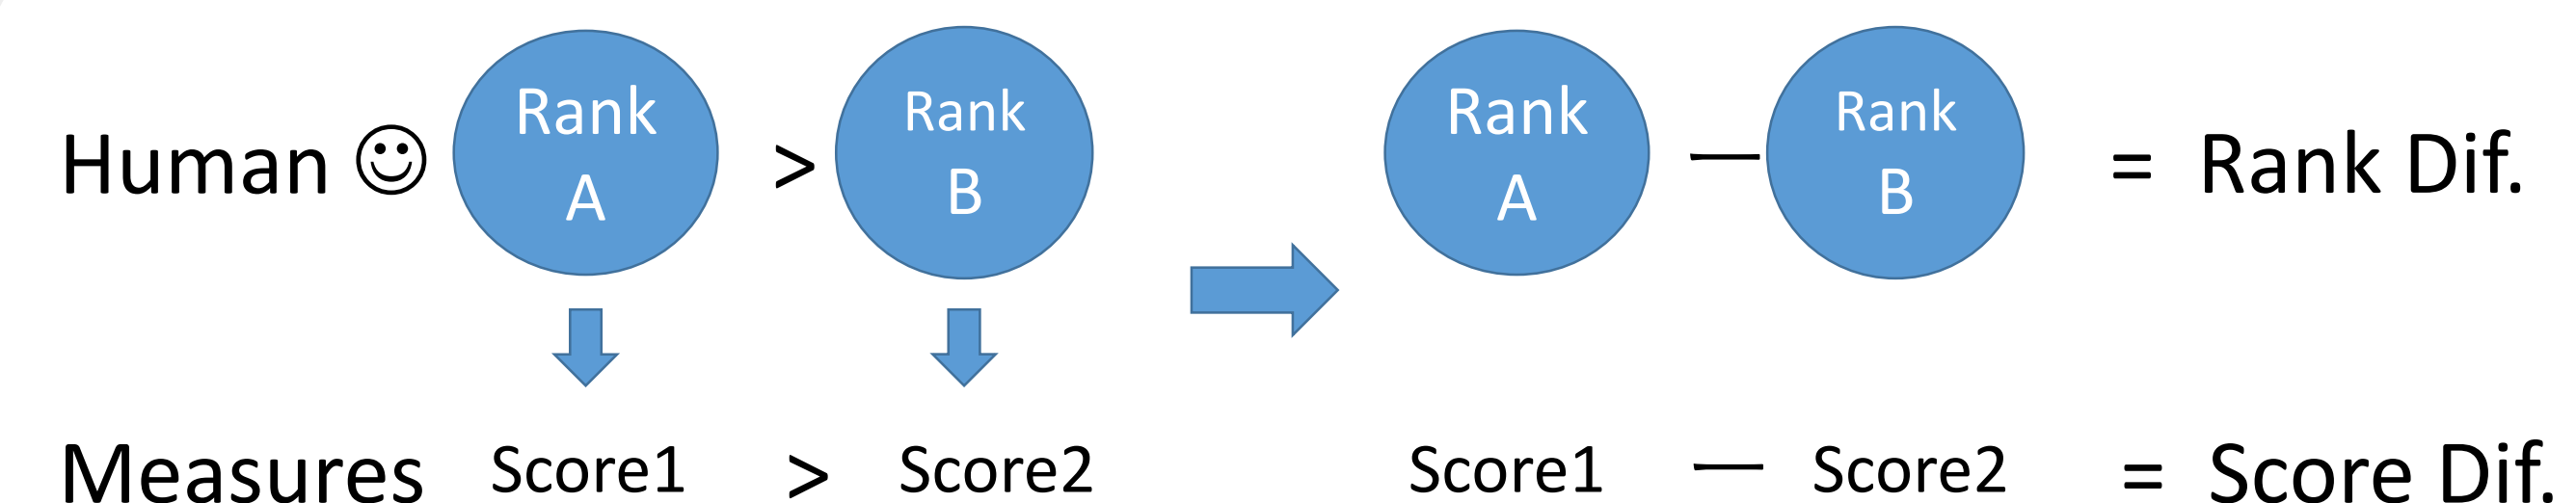 Human ☺ Rank A > Rank B Rank A — Rank B = Rank Dif.
Measures Score1 > Score2 Score1 — Score2 = Score Dif.